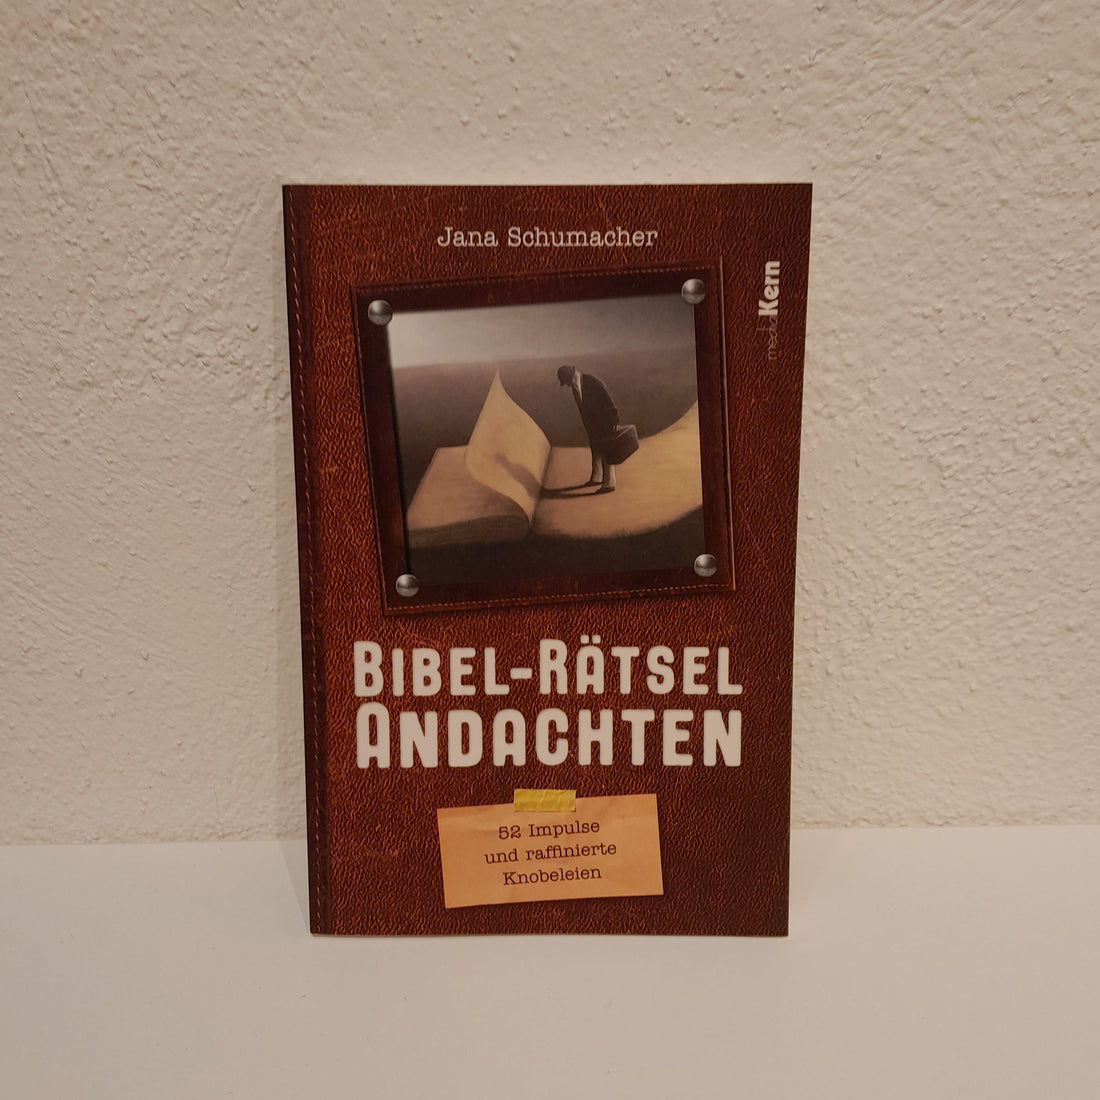 Jana Schumacher
mediaKern
BIBEL-RÄTSEL
ANDACHTEN
52 Impulse
und raffinierte
Knobeleien